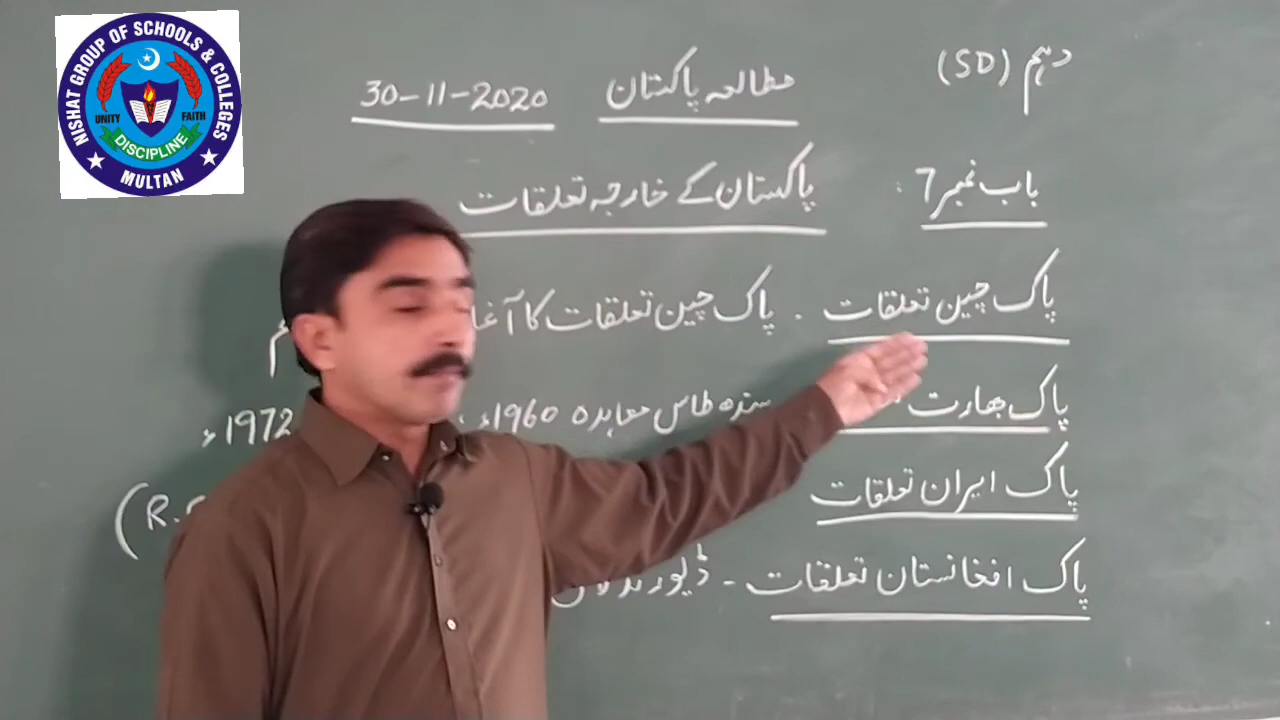 NISHAT GROUP OF SCHOOLS & COLLEGES
UNITY FAITH
DISCIPLINE
MULTAN
دہم (SD)
مطالعہ پاکستان 30-11-2020
باب نمبر 7: پاکستان کے خارجہ تعلقات
پاک چین تعلقات . پاک چین تعلقات کا
پاک بھارت سندھ طاس معاہدہ 1960ء 1972ء
پاک ایران تعلقات (R.
پاک افغانستان تعلقات - ڈیورنڈ